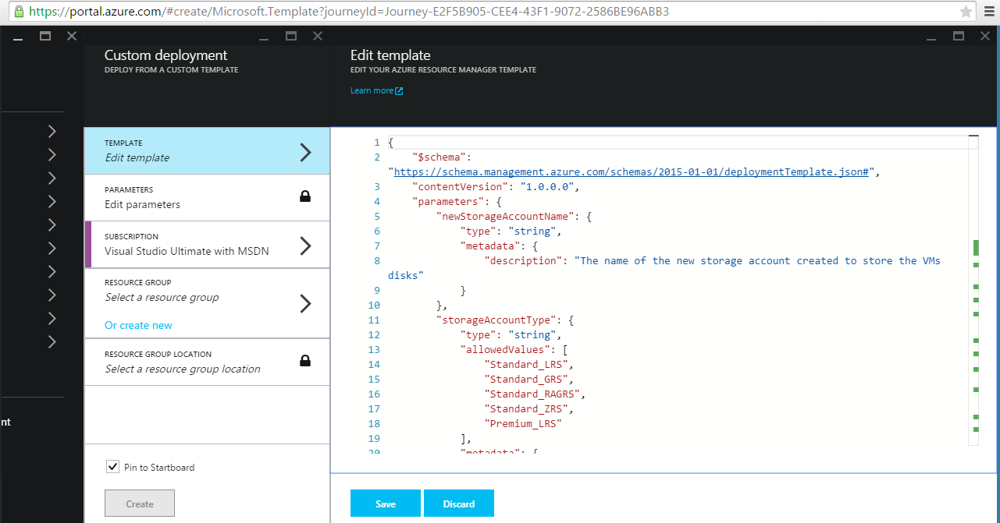 https://portal.azure.com/#create/Microsoft.Template?journeyId=Journey-E2F5B905-CEE4-43F1-9072-2586BE96ABB3
Custom deployment
DEPLOY FROM A CUSTOM TEMPLATE
TEMPLATE
Edit template
PARAMETERS
Edit parameters
SUBSCRIPTION
Visual Studio Ultimate with MSDN
RESOURCE GROUP
Select a resource group
Or create new
RESOURCE GROUP LOCATION
Select a resource group location
nt
Pin to Startboard
Create
Edit template
EDIT YOUR AZURE RESOURCE MANAGER TEMPLATE
Learn more
1 {
2 "$schema":
"https://schema.management.azure.com/schemas/2015-01-01/deploymentTemplate.json#",
3 "contentVersion": "1.0.0.0",
4 "parameters": {
5 "newStorageAccountName": {
6 "type": "string",
7 "metadata": {
8 "description": "The name of the new storage account created to store the VMs
disks"
9 }
10 },
11 "storageAccountType": {
12 "type": "string",
13 "allowedValues": [
14 "Standard_LRS",
15 "Standard_GRS",
16 "Standard_RAGRS",
17 "Standard_ZRS",
18 "Premium_LRS"
19 ],
20 "metadata": {
Save
Discard